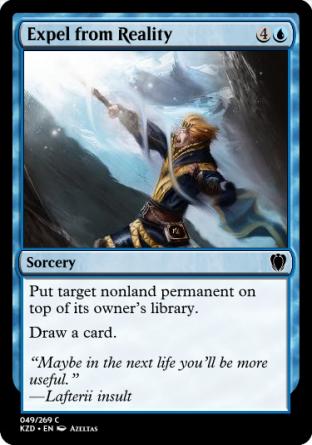 Expel from Reality 4
Sorcery
Put target nonland permanent on
top of its owner's library.
Draw a card.
“Maybe in the next life you'll be more
useful.”
—Lafterii insult
049/269 C
KZD • EN AZELTAS